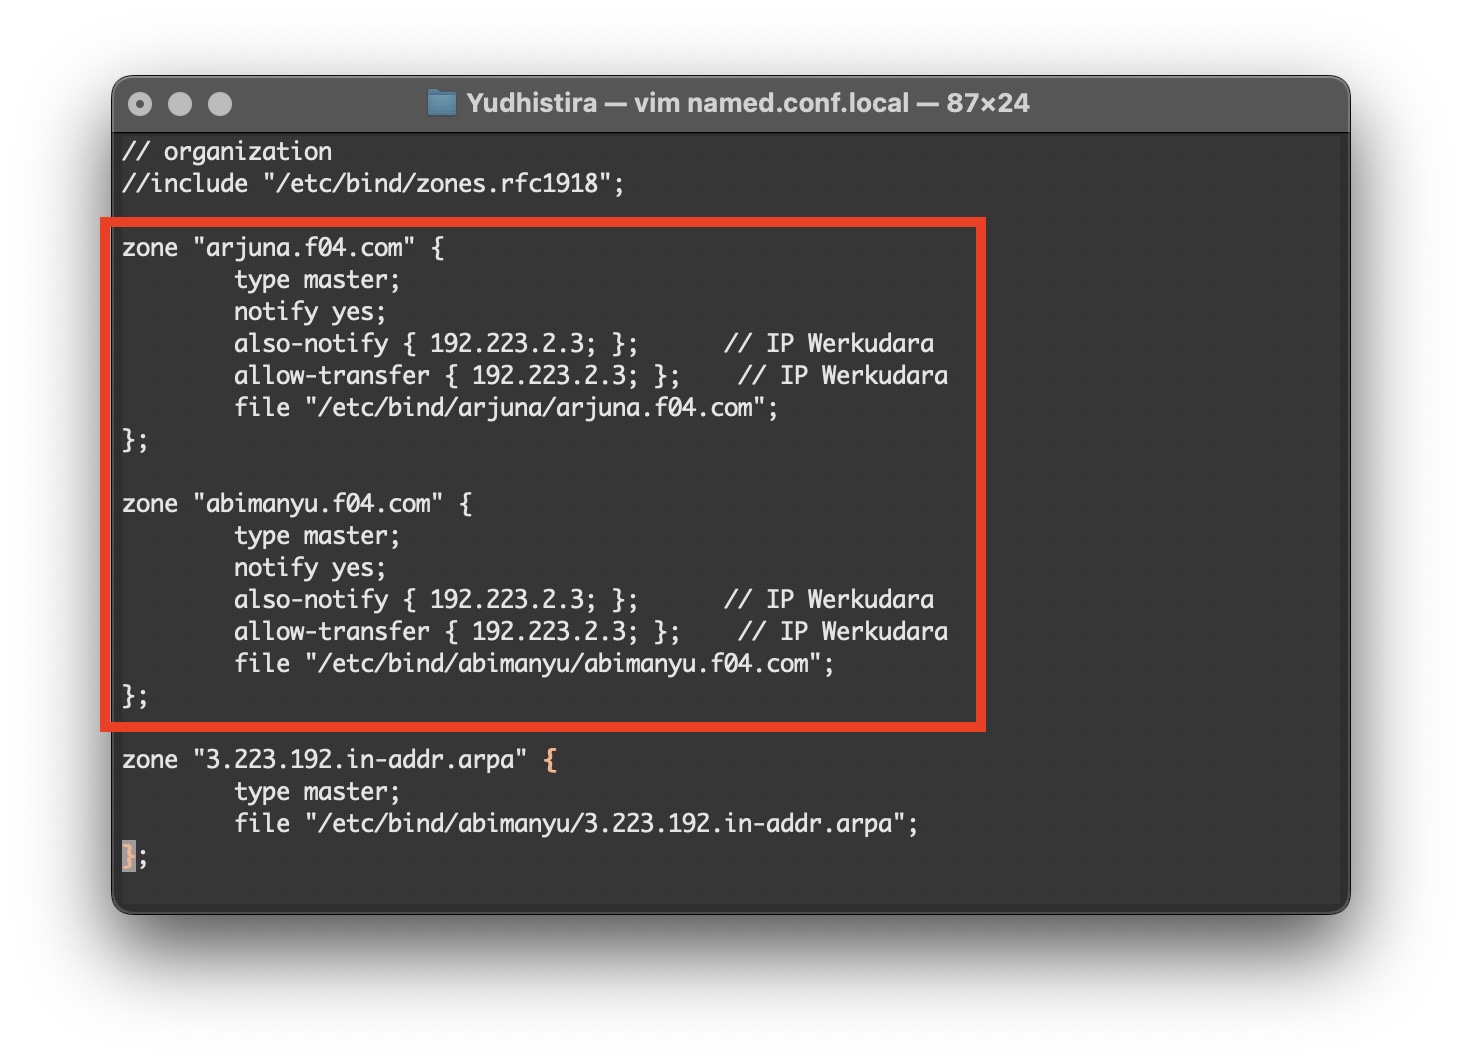 Yudhistira — vim named.conf.local — 87×24
// organization
//include "/etc/bind/zones.rfc1918";
zone "arjuna.f04.com" {
        type master;
        notify yes;
        also-notify { 192.223.2.3; };      // IP Werkudara
        allow-transfer { 192.223.2.3; };    // IP Werkudara
        file "/etc/bind/arjuna/arjuna.f04.com";
};
zone "abimanyu.f04.com" {
        type master;
        notify yes;
        also-notify { 192.223.2.3; };      // IP Werkudara
        allow-transfer { 192.223.2.3; };    // IP Werkudara
        file "/etc/bind/abimanyu/abimanyu.f04.com";
};
zone "3.223.192.in-addr.arpa" {
        type master;
        file "/etc/bind/abimanyu/3.223.192.in-addr.arpa";
};